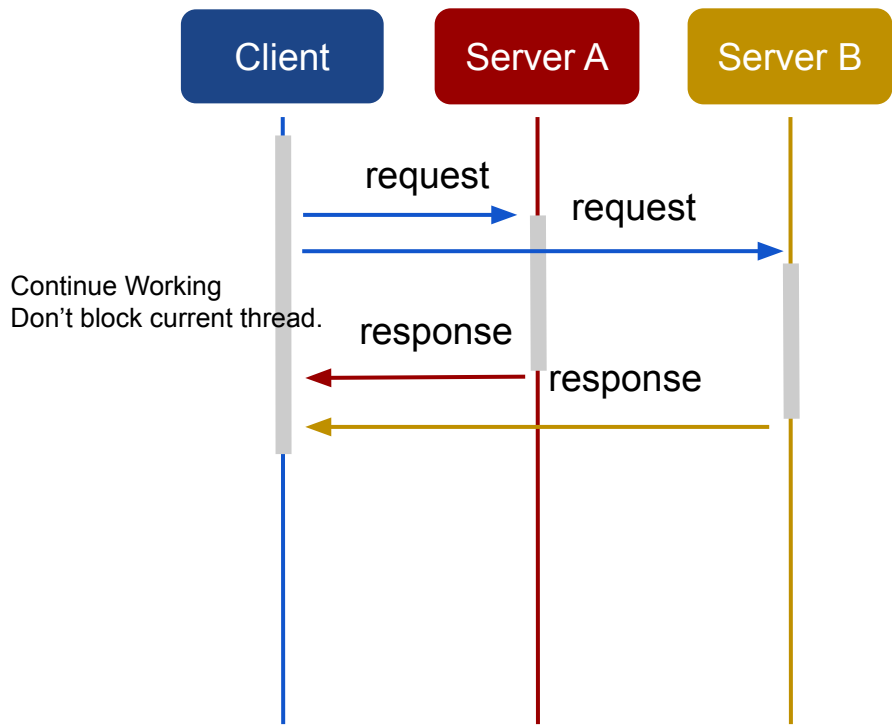 Client
Server A
Server B
request
request
Continue Working
Don’t block current thread.
response
response